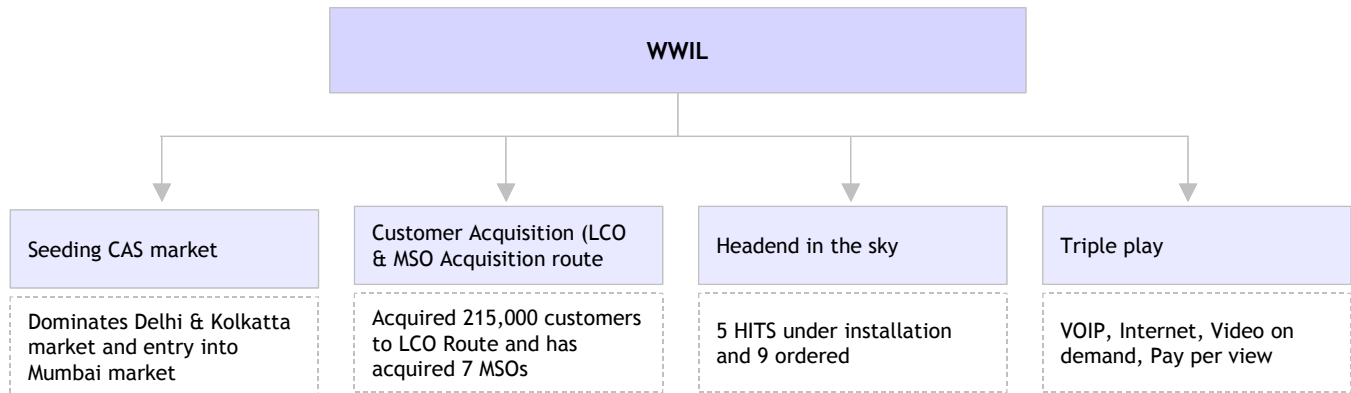 WWIL
Seeding CAS market
Customer Acquisition (LCO
& MSO Acquisition route
Headend in the sky
Triple play
Dominates Delhi & Kolkatta
market and entry into
Mumbai market
Acquired 215,000 customers
to LCO Route and has
acquired 7 MSOs
5 HITS under installation
and 9 ordered
VOIP, Internet, Video on
demand, Pay per view